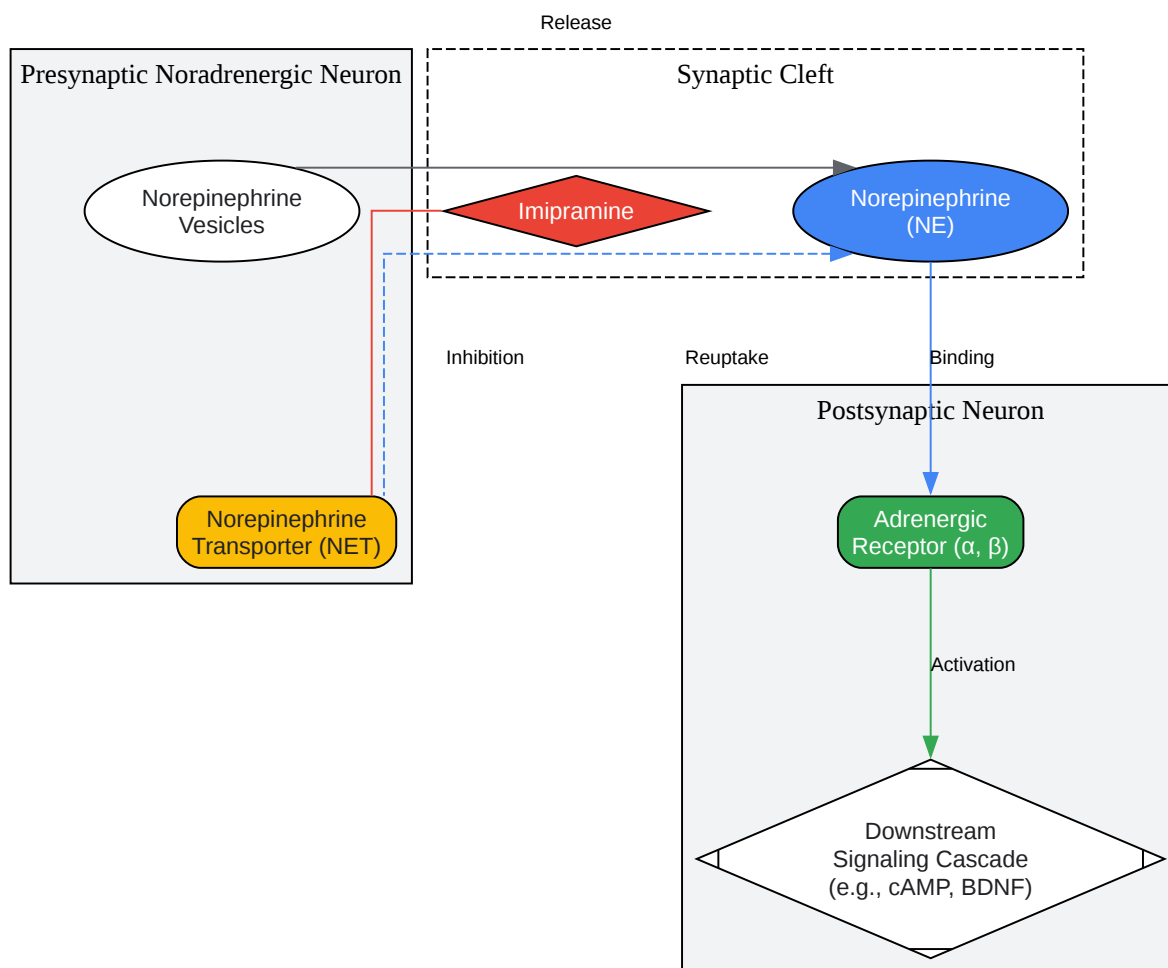 Release
Presynaptic Noradrenergic Neuron
Synaptic Cleft
Norepinephrine
Vesicles
Imipramine
Norepinephrine
(NE)
Inhibition
Reuptake
Binding
Postsynaptic Neuron
Norepinephrine
Transporter (NET)
Adrenergic
Receptor (α, β)
Activation
Downstream
Signaling Cascade
(e.g., cAMP, BDNF)